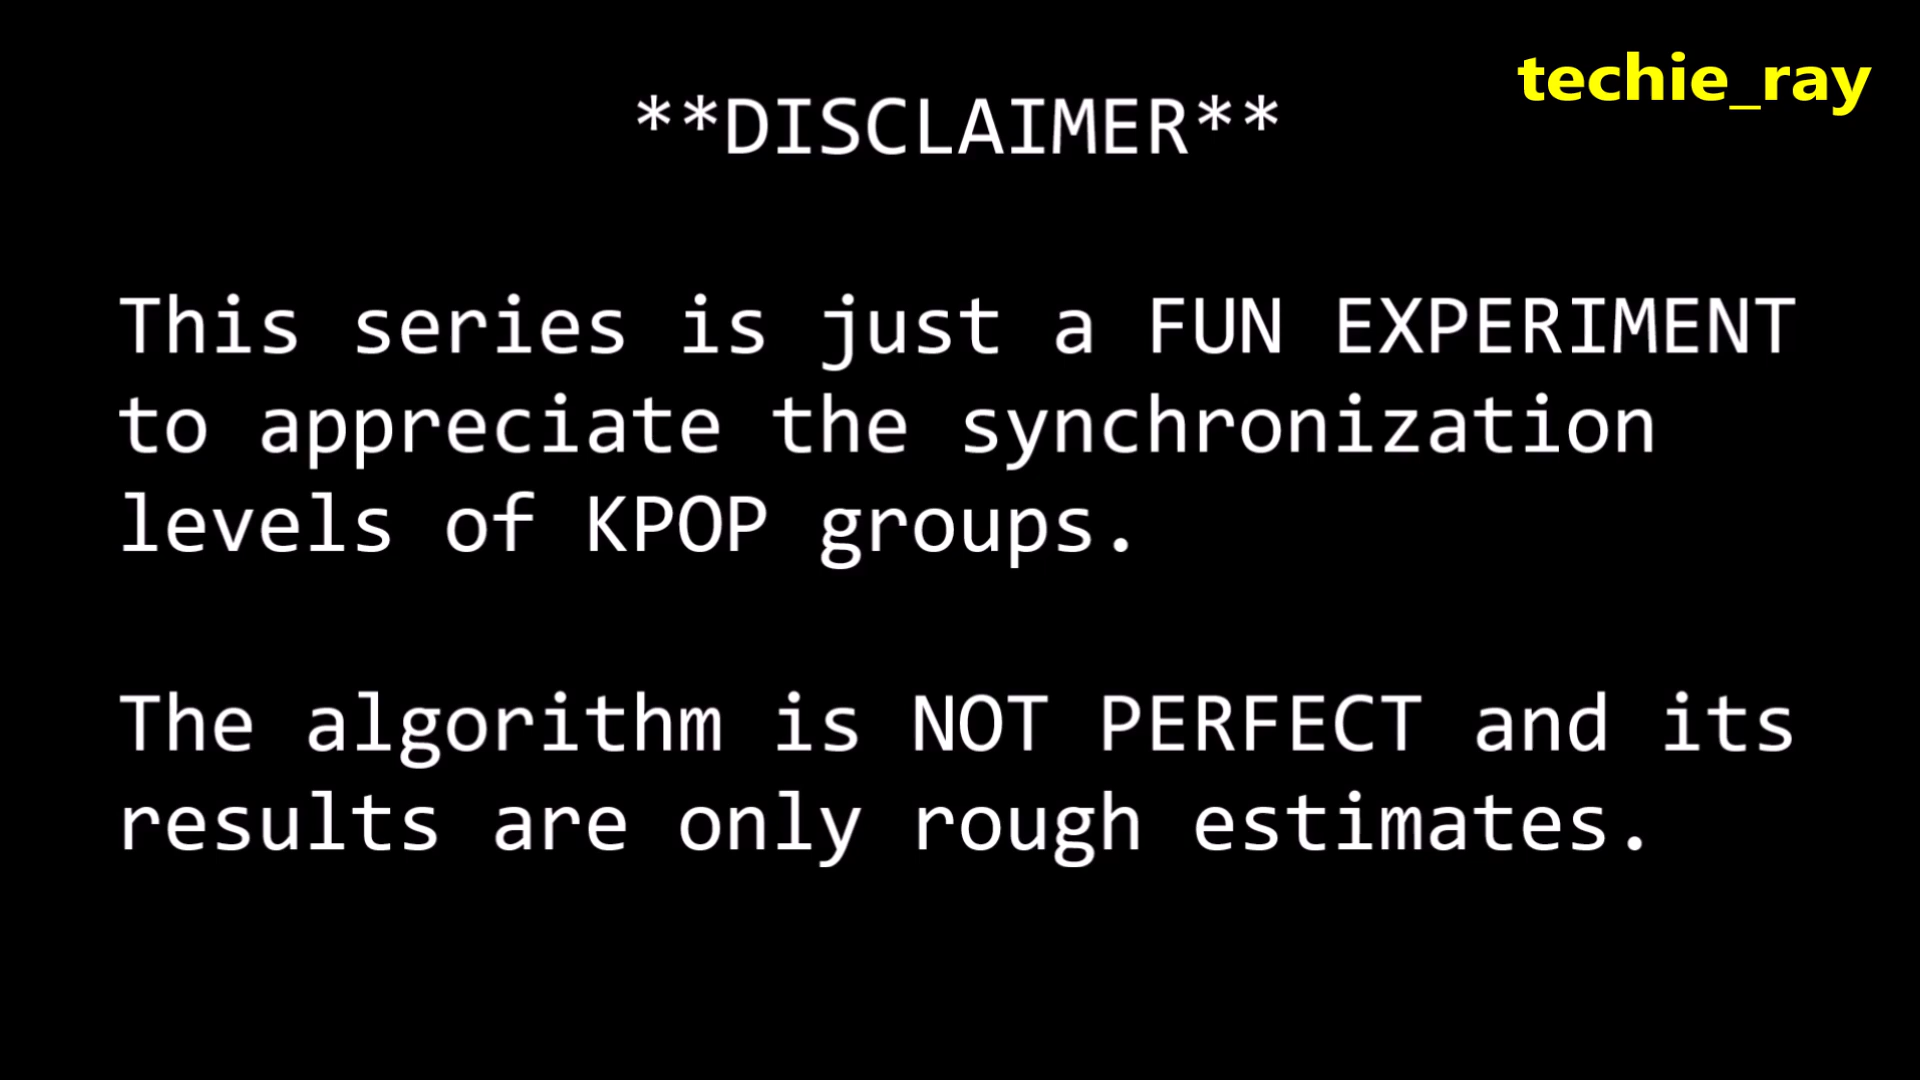 techie_ray
**DISCLAIMER**
This series is just a FUN EXPERIMENT
to appreciate the synchronization
levels of KPOP groups.
The algorithm is NOT PERFECT and its
results are only rough estimates.